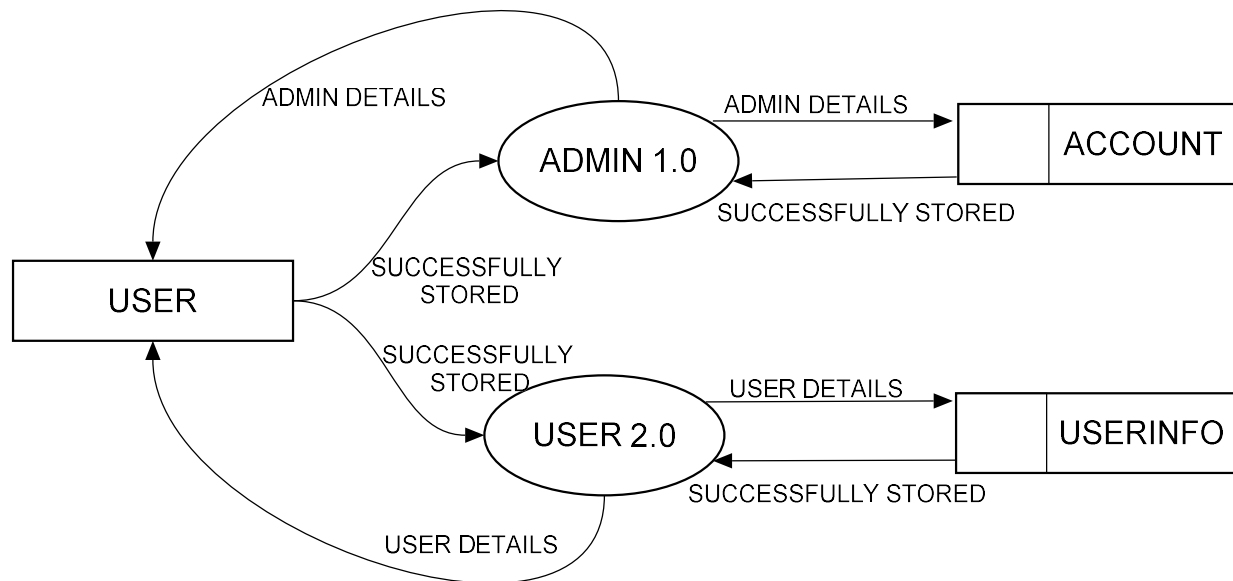 ADMIN DETAILS
ADMIN DETAILS
ADMIN 1.0
ACCOUNT
SUCCESSFULLY STORED
SUCCESSFULLY
STORED
USER
SUCCESSFULLY
STORED
USER DETAILS
USER 2.0
USERINFO
SUCCESSFULLY STORED
USER DETAILS